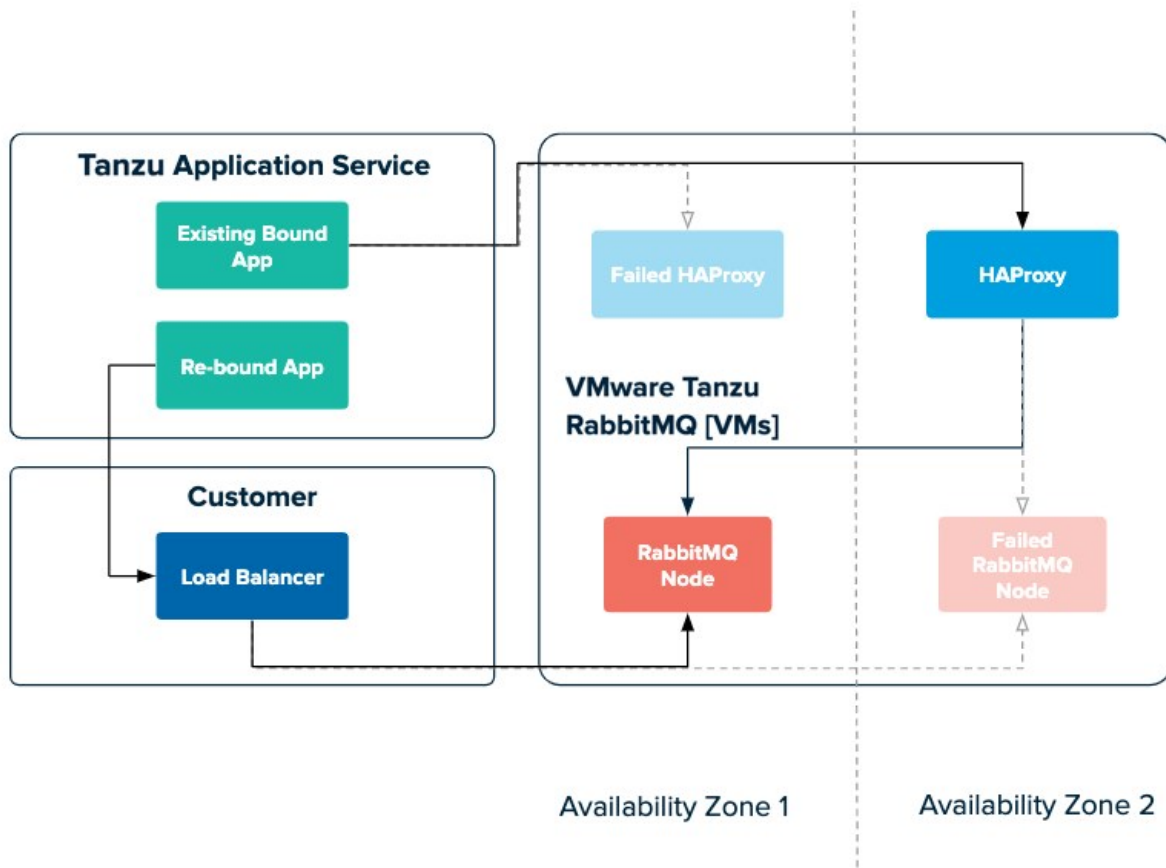 Tanzu Application Service
Existing Bound
App
Re-bound App
Customer
Load Balancer
Failed HAProxy
HAProxy
VMware Tanzu
RabbitMQ [VMs]
RabbitMQ
Node
Failed
RabbitMQ
Node
Availability Zone 1
Availability Zone 2